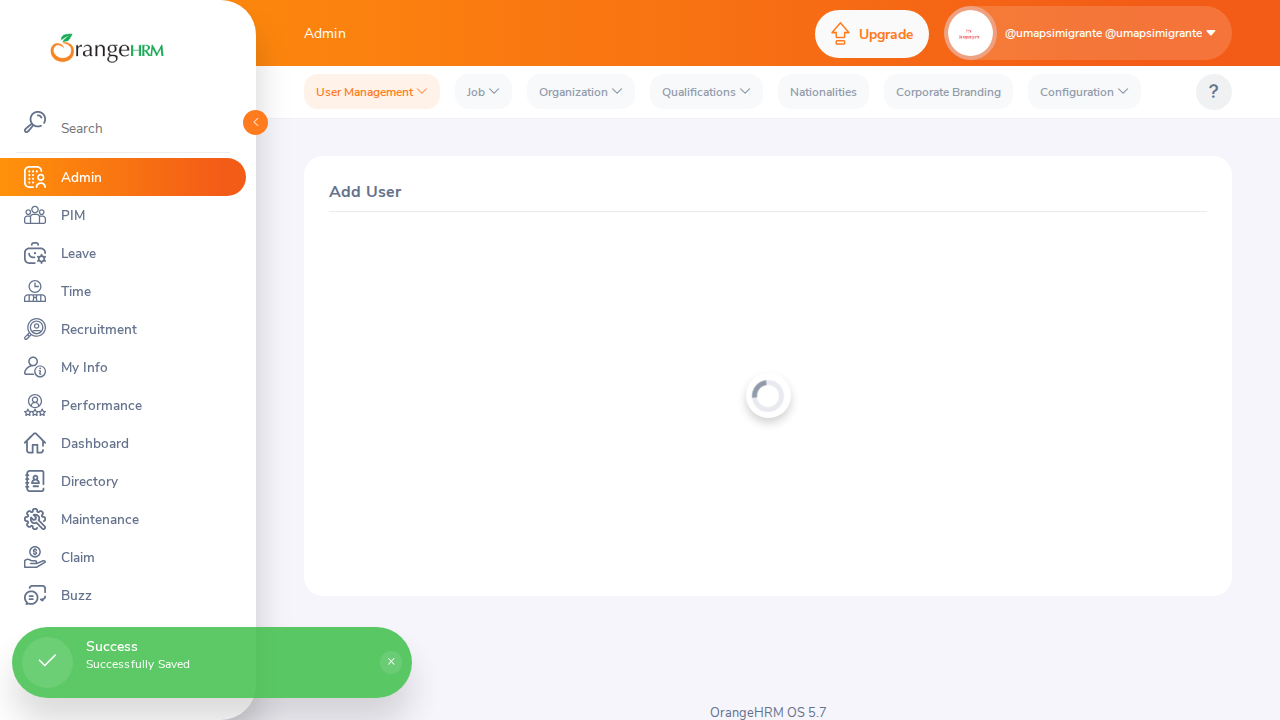 OrangeHRM
Admin
Upgrade
@umapsimigrante @umapsimigrante
User Management
Job
Organization
Qualifications
Nationalities
Corporate Branding
Configuration
?
Search
Admin
PIM
Leave
Time
Recruitment
My Info
Performance
Dashboard
Directory
Maintenance
Claim
Buzz
Add User
Success
Successfully Saved
×
OrangeHRM OS 5.7